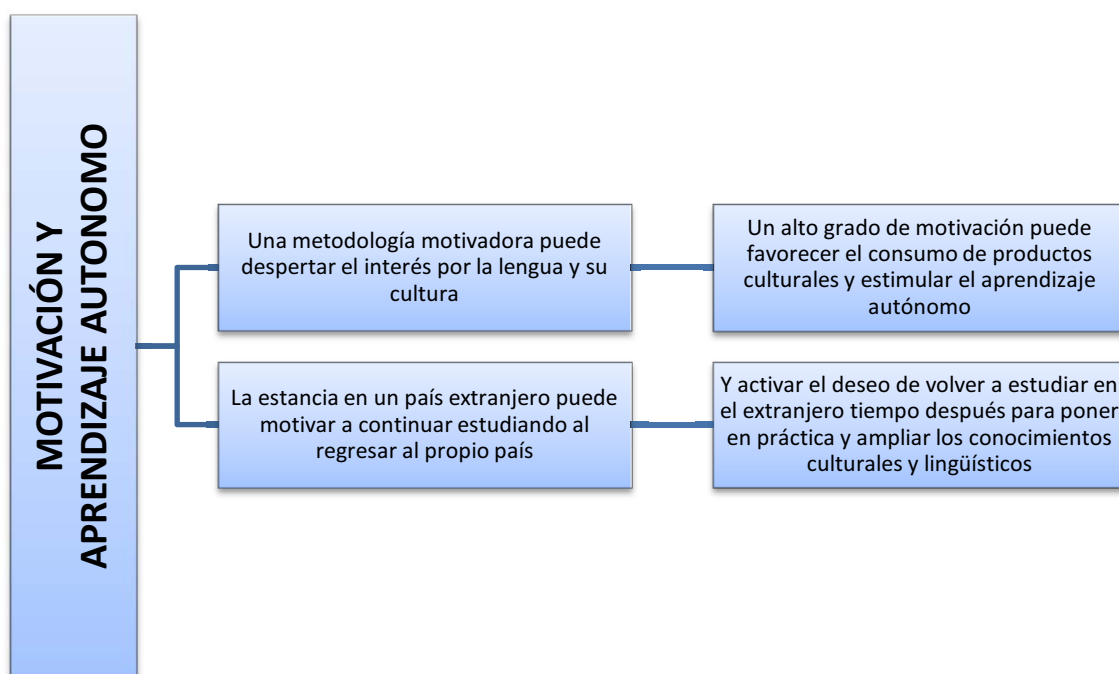 MOTIVACIÓN Y
APRENDIZAJE AUTONOMO
Una metodología motivadora puede
despertar el interés por la lengua y su
cultura
Un alto grado de motivación puede
favorecer el consumo de productos
culturales y estimular el aprendizaje
autónomo
La estancia en un país extranjero puede
motivar a continuar estudiando al
regresar al propio país
Y activar el deseo de volver a estudiar en
el extranjero tiempo después para poner
en práctica y ampliar los conocimientos
culturales y lingüísticos